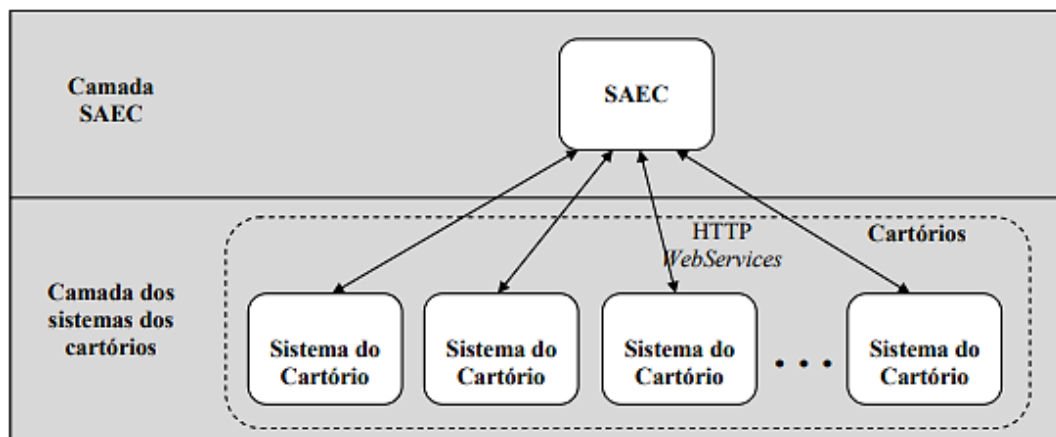 Camada
SAEC
SAEC
HTTP
WebServices
Cartórios
Camada dos
sistemas dos
cartórios
Sistema do
Cartório
Sistema do
Cartório
Sistema do
Cartório
• • •
Sistema do
Cartório